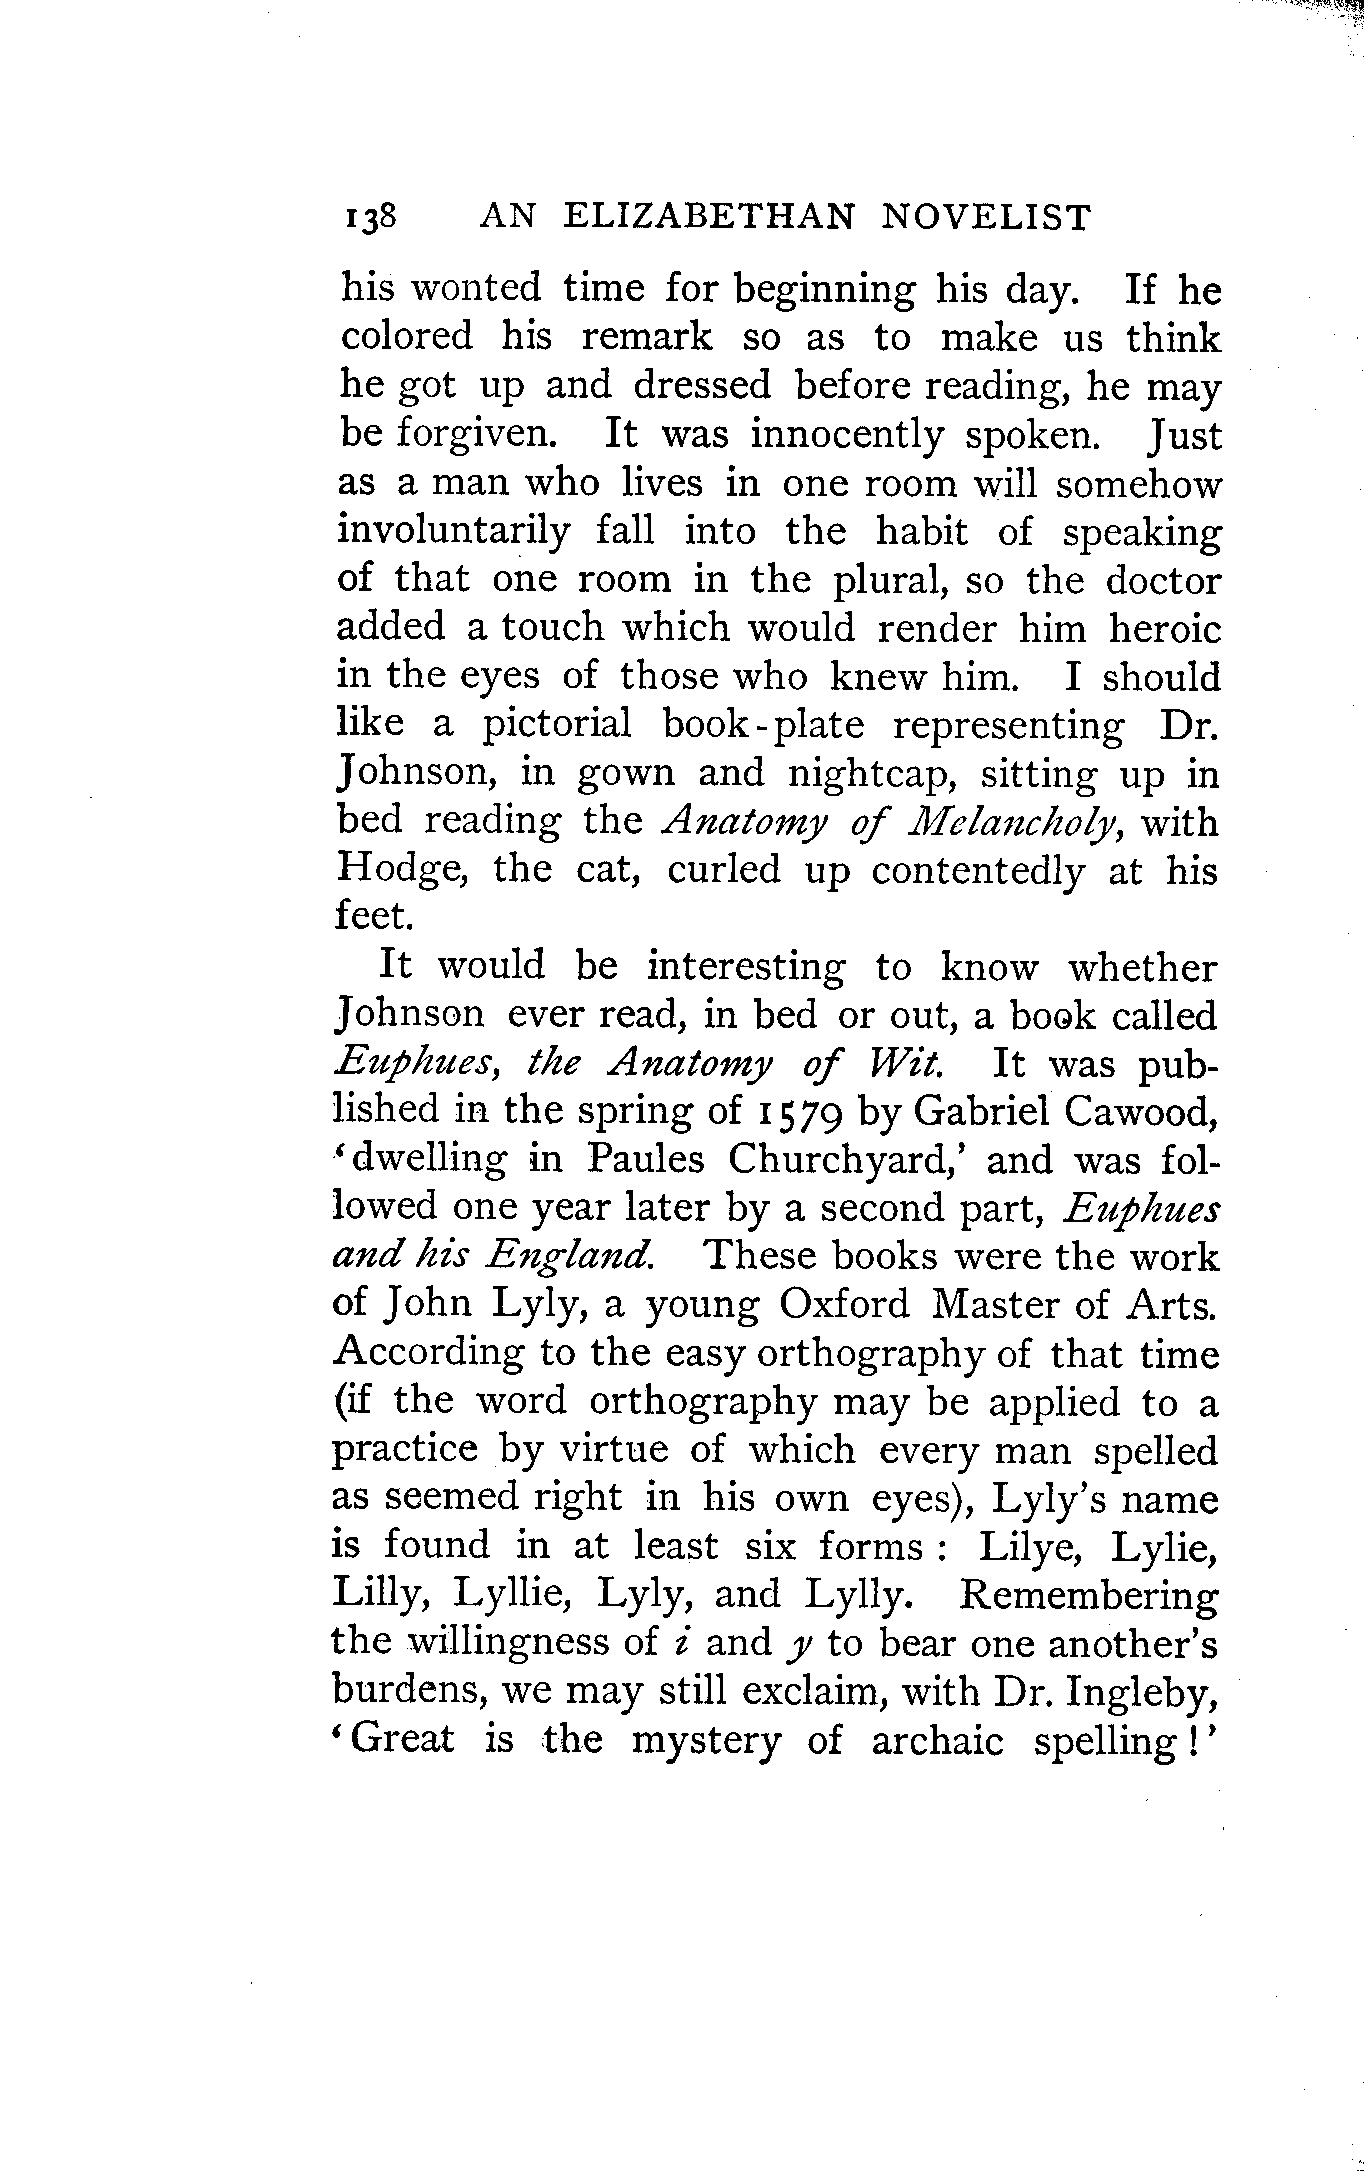 138 AN ELIZABETHAN NOVELIST
his wonted time for beginning his day. If he
colored his remark so as to make us think
he got up and dressed before reading, he may
be forgiven. It was innocently spoken. Just
as a man who lives in one room will somehow
involuntarily fall into the habit of speaking
of that one room in the plural, so the doctor
added a touch which would render him heroic
in the eyes of those who knew him. I should
like a pictorial book-plate representing Dr.
Johnson, in gown and nightcap, sitting up in
bed reading the Anatomy of Melancholy, with
Hodge, the cat, curled up contentedly at his
feet.
It would be interesting to know whether
Johnson ever read, in bed or out, a book called
Euphues, the Anatomy of Wit. It was pub-
lished in the spring of 1579 by Gabriel Cawood,
‘dwelling in Paules Churchyard,’ and was fol-
lowed one year later by a second part, Euphues
and his England. These books were the work
of John Lyly, a young Oxford Master of Arts.
According to the easy orthography of that time
(if the word orthography may be applied to a
practice by virtue of which every man spelled
as seemed right in his own eyes), Lyly’s name
is found in at least six forms : Lilye, Lylie,
Lilly, Lyllie, Lyly, and Lylly. Remembering
the willingness of i and y to bear one another’s
burdens, we may still exclaim, with Dr. Ingleby,
‘Great is the mystery of archaic spelling !’